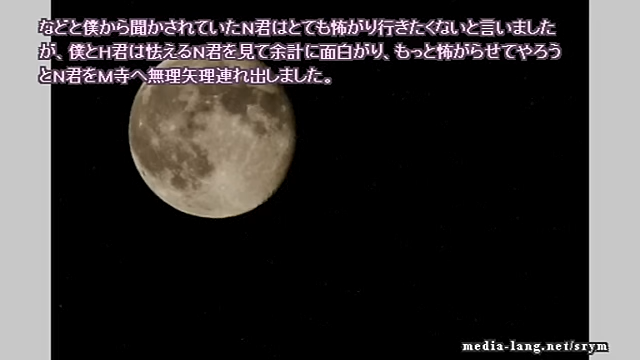 などと僕から聞かされていたN君はとても怖がり行きたくないと言いました
が、僕とH君は怯えるN君を見て余計に面白がり、もっと怖がらせてやろう
とN君をM寺へ無理矢理連れ出しました。
media-lang.net/srym